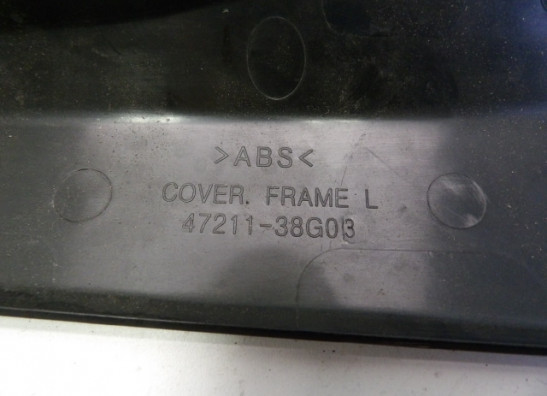 >ABS<
COVER. FRAME L
47211-38G03